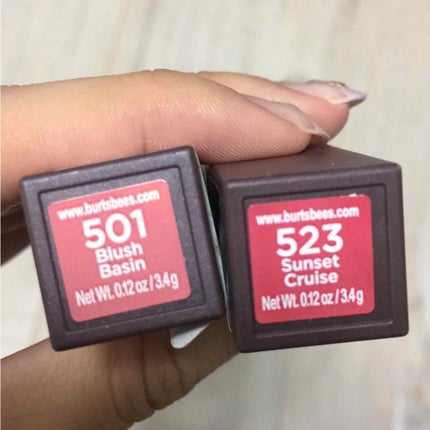 www.burtsbees.com
501
Blush
Basin
Net Wt. 0.12 oz / 3.4g
www.burtsbees.com
523
Sunset
Cruise
Net Wt. 0.12 oz / 3.4g